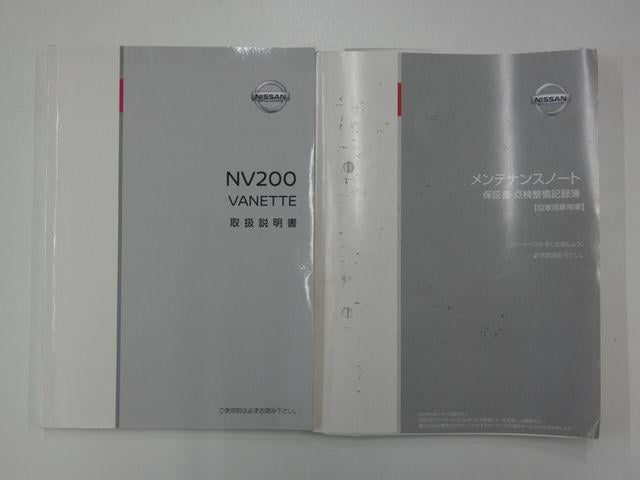 NISSAN
NV200
VANETTE
取扱説明書
ご使用前は必ずお読み下さい。
NISSAN
メンテナンスノート
保証書・点検整備記録簿
【自家用乗用車】
シートベルトをしめましょう。
必ずお読み下さい。